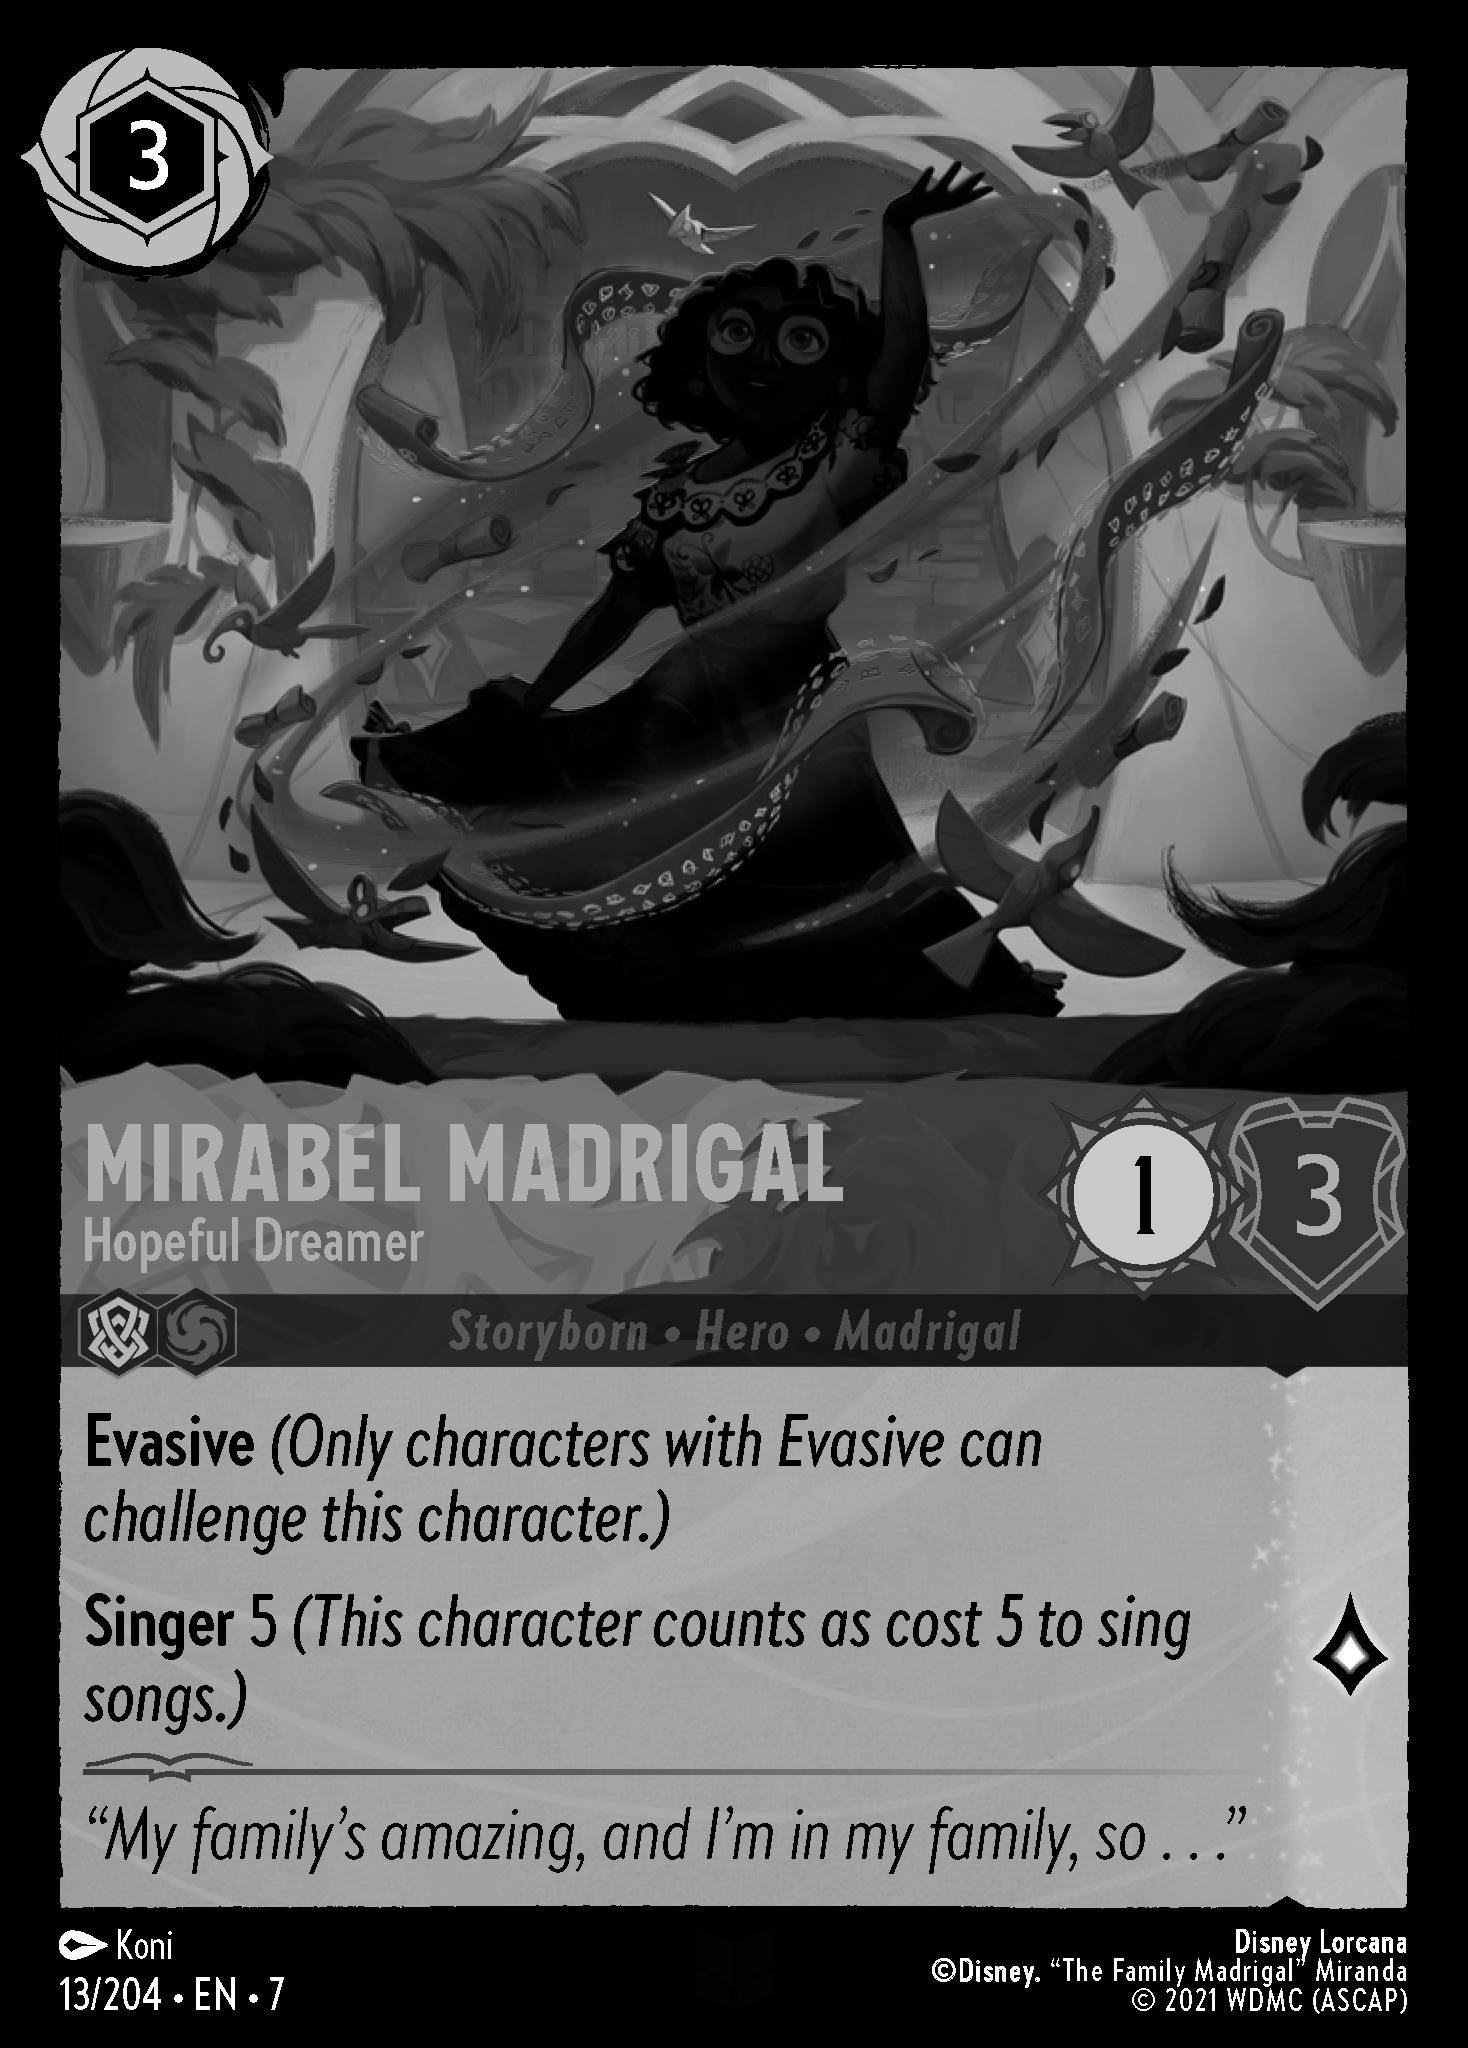 3
MIRABEL MADRIGAL
Hopeful Dreamer
1
3
Storyborn • Hero • Madrigal
Evasive (Only characters with Evasive can
challenge this character.)
Singer 5 (This character counts as cost 5 to sing
songs.)
“My family’s amazing, and I’m in my family, so . . .”
Koni
13/204 • EN • 7
Disney Lorcana
©Disney. “The Family Madrigal” Miranda
© 2021 WDMC (ASCAP)